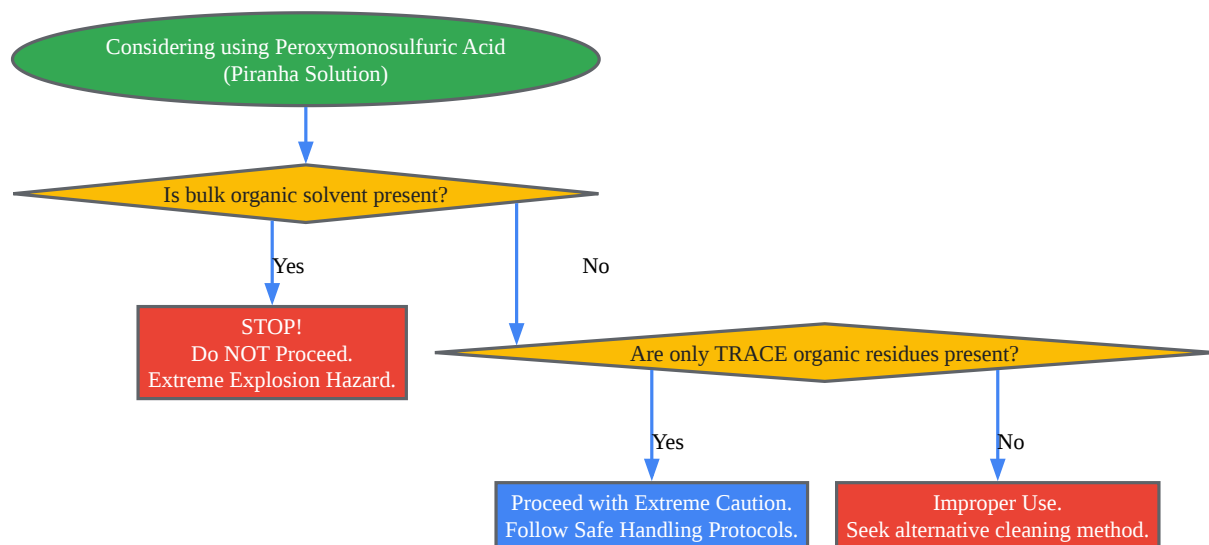 Considering using Peroxymonosulfuric Acid
(Piranha Solution)
Is bulk organic solvent present?
Yes
No
STOP!
Do NOT Proceed.
Extreme Explosion Hazard.
Are only TRACE organic residues present?
Yes
No
Proceed with Extreme Caution.
Follow Safe Handling Protocols.
Improper Use.
Seek alternative cleaning method.